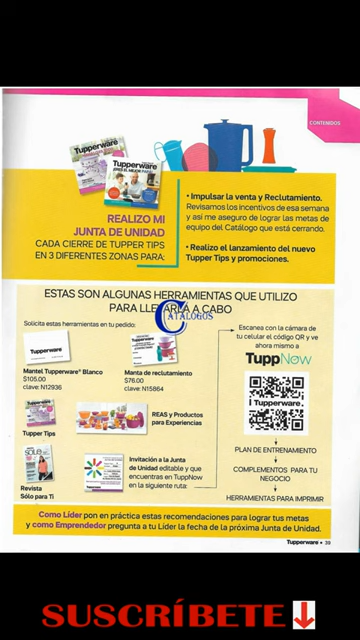 CONTENIDOS
Tupperware
Tupperware
¡ERES EL MEJOR PARA!
REALIZO MI
JUNTA DE UNIDAD
CADA CIERRE DE TUPPER TIPS
EN 3 DIFERENTES ZONAS PARA:
• Impulsar la venta y Reclutamiento.
Revisamos los incentivos de esa semana
y así me aseguro de lograr las metas de
equipo del Catálogo que está cerrando.
• Realizo el lanzamiento del nuevo
Tupper Tips y promociones.
ESTAS SON ALGUNAS HERRAMIENTAS QUE UTILIZO
PARA LLEVARLA A CABO
CATÁLOGOS
Solicita estas herramientas en tu pedido:
Tupperware
Mantel Tupperware® Blanco
$105.00
clave: N12936
Manta de reclutamiento
$76.00
clave: N15864
Tupper Tips
REAS y Productos
para Experiencias
Revista
Sólo para Ti
Invitación a la Junta
de Unidad editable y que
encuentras en TuppNow
en la siguiente ruta:
Escanea con la cámara de
tu celular el código QR y ve
ahora mismo a
TuppNow
Tupperware.
PLAN DE ENTRENAMIENTO
COMPLEMENTOS PARA TU
NEGOCIO
HERRAMIENTAS PARA IMPRIMIR
Como Líder pon en práctica estas recomendaciones para lograr tus metas
y como Emprendedor pregunta a tu Líder la fecha de la próxima Junta de Unidad.
Tupperware • 39
SUSCRÍBETE